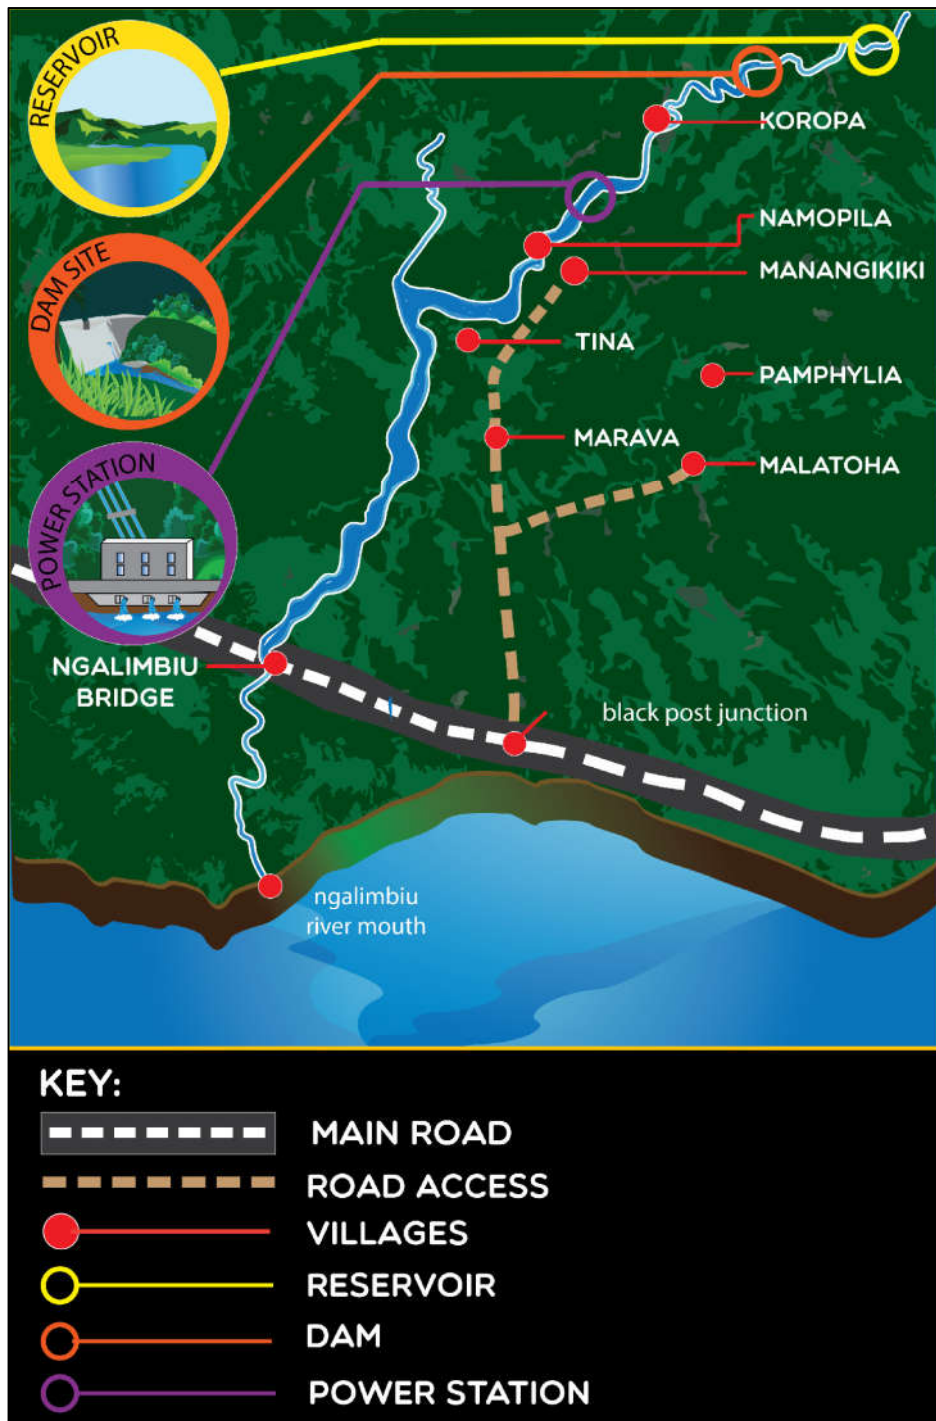 RESERVOIR
DAM SITE
POWER STATION
KOROPA
NAMOPILA
MANANGIKIKI
TINA
PAMPHYLIA
MARAVA
MALATOHA
NGALIMBIU
BRIDGE
black post junction
ngalimbiu
river mouth
KEY:
MAIN ROAD
ROAD ACCESS
VILLAGES
RESERVOIR
DAM
POWER STATION